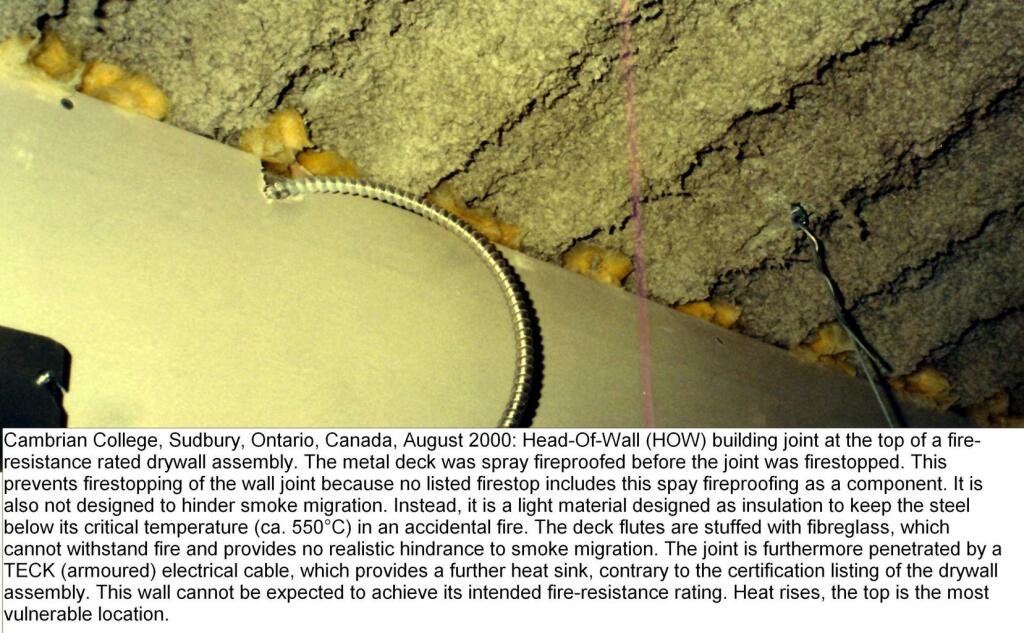 Cambrian College, Sudbury, Ontario, Canada, August 2000: Head-Of-Wall (HOW) building joint at the top of a fire-
resistance rated drywall assembly. The metal deck was spray fireproofed before the joint was firestopped. This
prevents firestopping of the wall joint because no listed firestop includes this spay fireproofing as a component. It is
also not designed to hinder smoke migration. Instead, it is a light material designed as insulation to keep the steel
below its critical temperature (ca. 550°C) in an accidental fire. The deck flutes are stuffed with fibreglass, which
cannot withstand fire and provides no realistic hindrance to smoke migration. The joint is furthermore penetrated by a
TECK (armoured) electrical cable, which provides a further heat sink, contrary to the certification listing of the drywall
assembly. This wall cannot be expected to achieve its intended fire-resistance rating. Heat rises, the top is the most
vulnerable location.